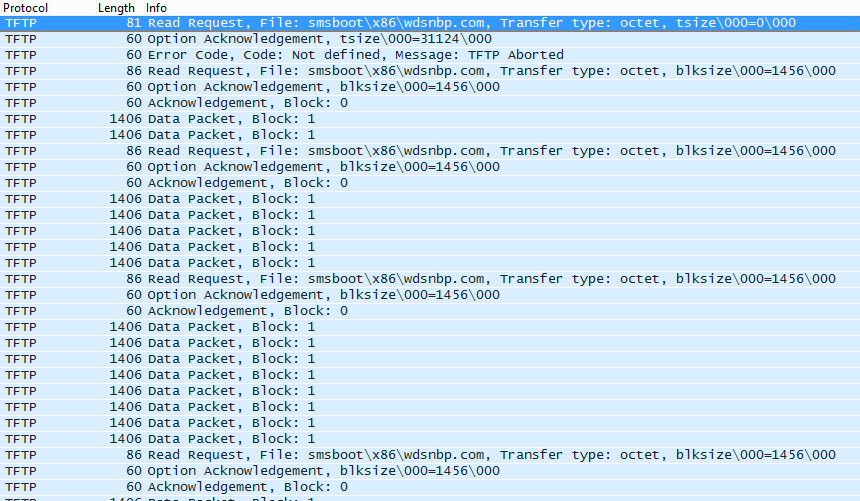 Protocol Length Info
TFTP 81 Read Request, File: smsboot\x86\wdsnbp.com, Transfer type: octet, tsize\000=0\000
TFTP 60 Option Acknowledgement, tsize\000=31124\000
TFTP 60 Error Code, Code: Not defined, Message: TFTP Aborted
TFTP 86 Read Request, File: smsboot\x86\wdsnbp.com, Transfer type: octet, blksize\000=1456\000
TFTP 60 Option Acknowledgement, blksize\000=1456\000
TFTP 60 Acknowledgement, Block: 0
TFTP 1406 Data Packet, Block: 1
TFTP 1406 Data Packet, Block: 1
TFTP 86 Read Request, File: smsboot\x86\wdsnbp.com, Transfer type: octet, blksize\000=1456\000
TFTP 60 Option Acknowledgement, blksize\000=1456\000
TFTP 60 Acknowledgement, Block: 0
TFTP 1406 Data Packet, Block: 1
TFTP 1406 Data Packet, Block: 1
TFTP 1406 Data Packet, Block: 1
TFTP 1406 Data Packet, Block: 1
TFTP 1406 Data Packet, Block: 1
TFTP 86 Read Request, File: smsboot\x86\wdsnbp.com, Transfer type: octet, blksize\000=1456\000
TFTP 60 Option Acknowledgement, blksize\000=1456\000
TFTP 60 Acknowledgement, Block: 0
TFTP 1406 Data Packet, Block: 1
TFTP 1406 Data Packet, Block: 1
TFTP 1406 Data Packet, Block: 1
TFTP 1406 Data Packet, Block: 1
TFTP 1406 Data Packet, Block: 1
TFTP 1406 Data Packet, Block: 1
TFTP 1406 Data Packet, Block: 1
TFTP 1406 Data Packet, Block: 1
TFTP 86 Read Request, File: smsboot\x86\wdsnbp.com, Transfer type: octet, blksize\000=1456\000
TFTP 60 Option Acknowledgement, blksize\000=1456\000
TFTP 60 Acknowledgement, Block: 0
TFTP 1406 Data Packet, Block: 1